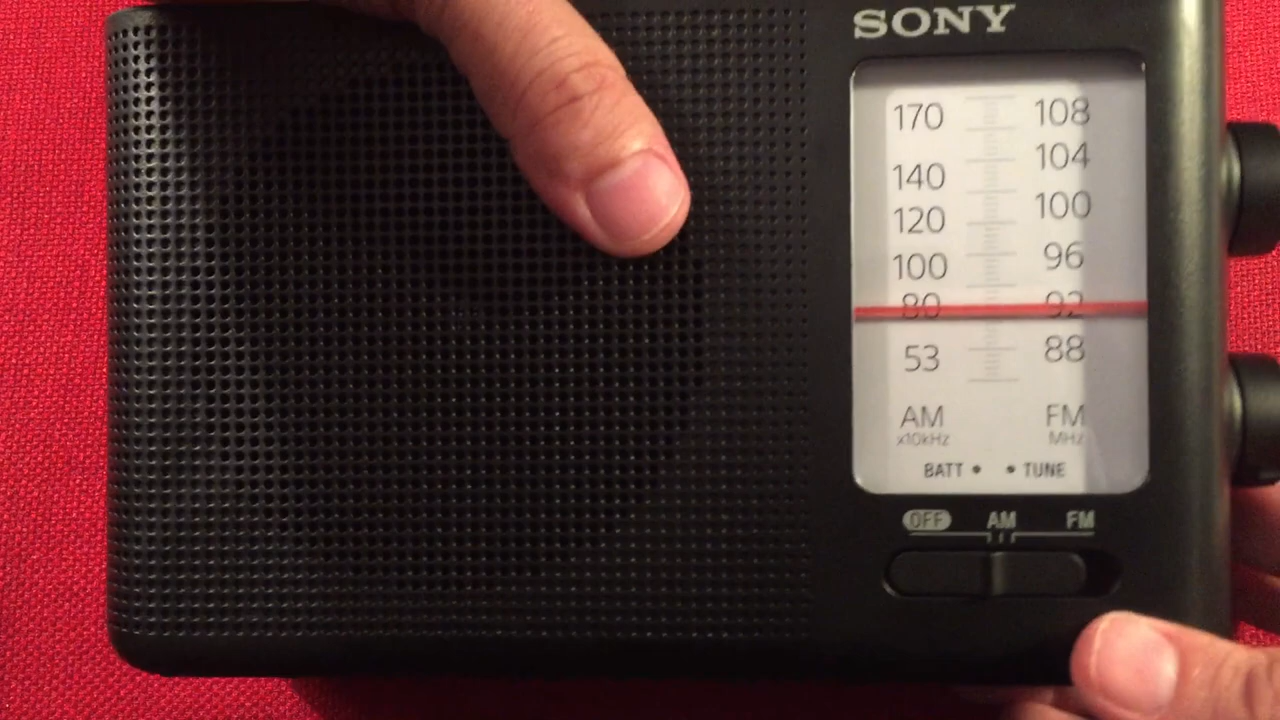 SONY
170 108
140 104
120 100
100 96
80 92
53 88
AM FM
x10kHz MHz
BATT • • TUNE
OFF AM FM